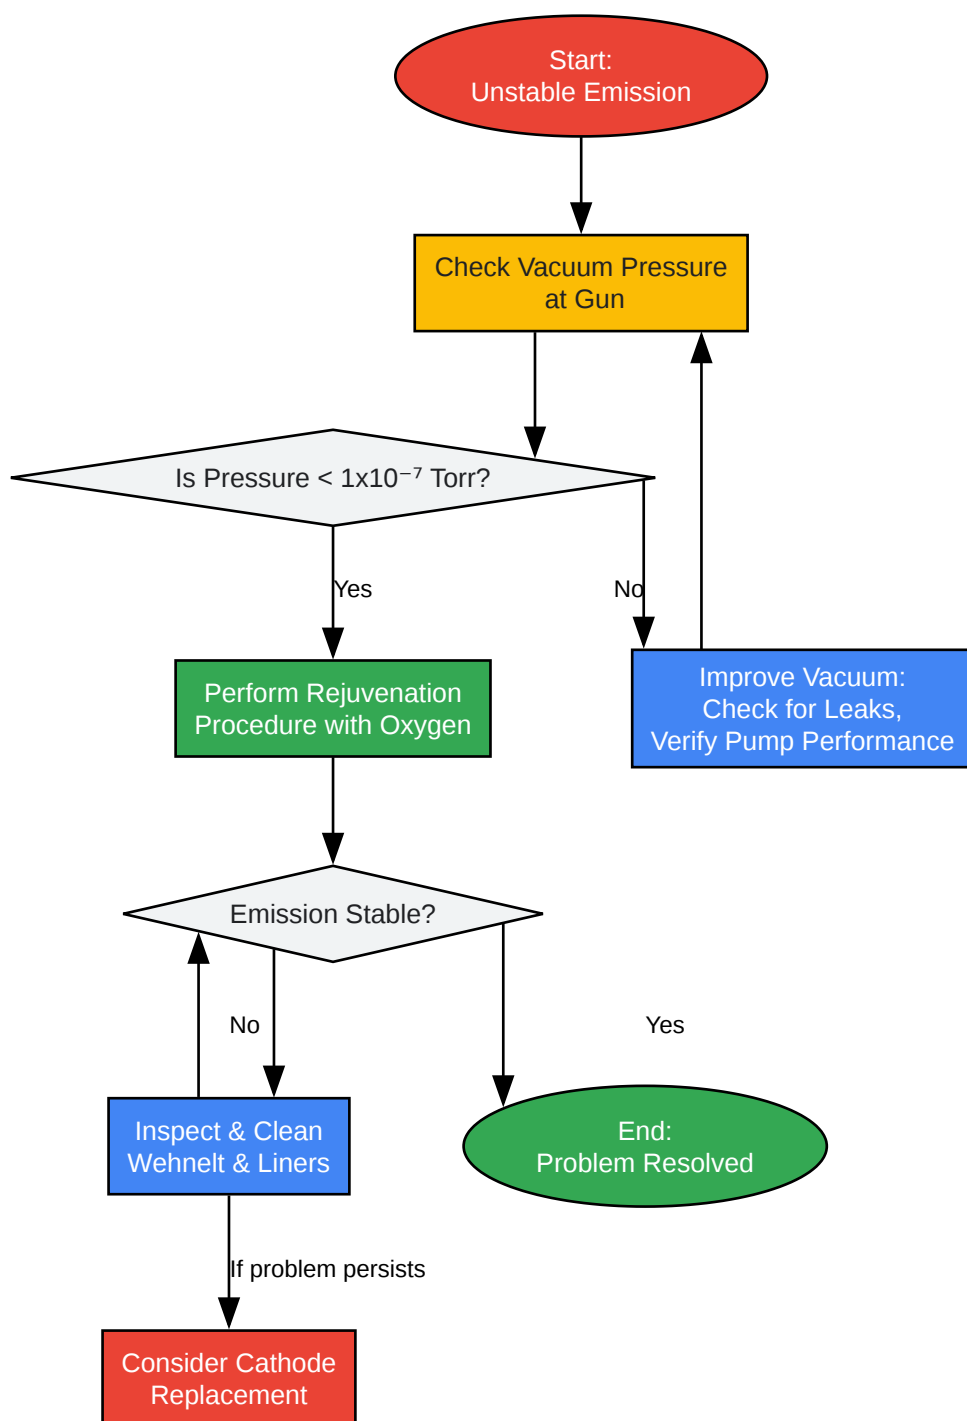 Start:
Unstable Emission
Check Vacuum Pressure
at Gun
Is Pressure < 1x10⁻⁷ Torr?
Yes
No
Perform Rejuvenation
Procedure with Oxygen
Improve Vacuum:
Check for Leaks,
Verify Pump Performance
Emission Stable?
No
Yes
Inspect & Clean
Wehnelt & Liners
End:
Problem Resolved
If problem persists
Consider Cathode
Replacement